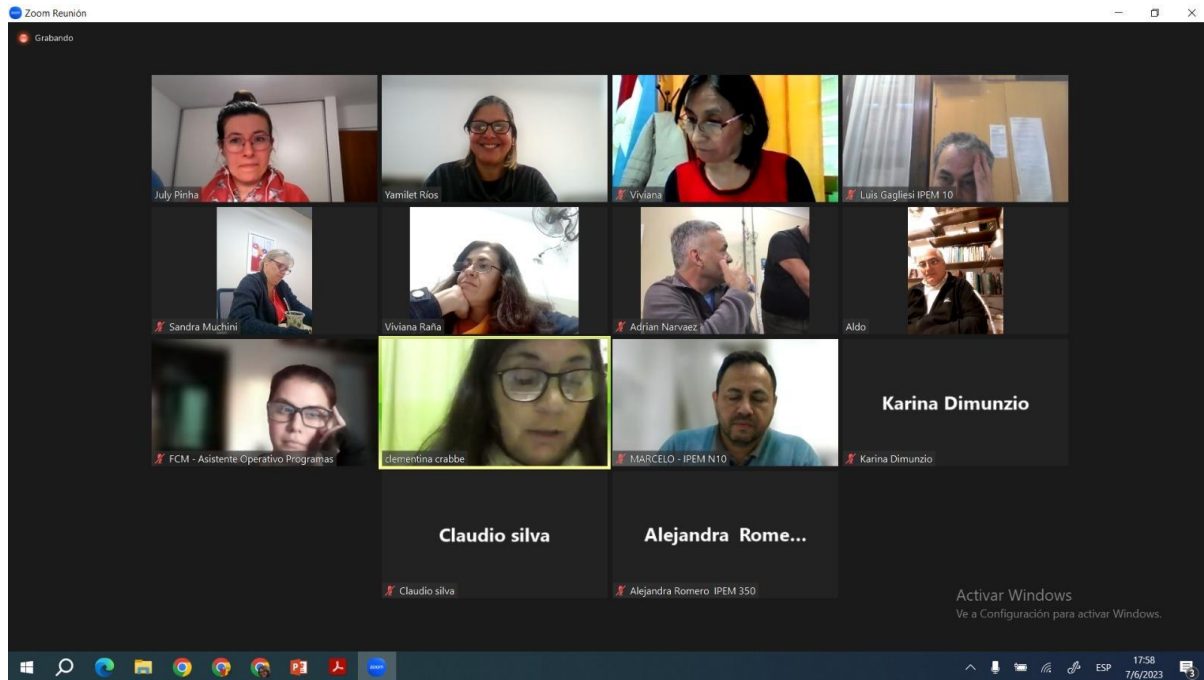 Zoom Reunión
Grabando
July Pinha
Yamilet Ríos
Viviana
Luis Gagliesi IPEM 10
Sandra Muchini
Viviana Raña
Adrian Narvaez
Aldo
FCM - Asistente Operativo Programas
clementina crabbe
MARCELO - IPEM N10
Karina Dimunzio
Karina Dimunzio
Claudio silva
Alejandra Rome...
Claudio silva
Alejandra Romero IPEM 350
Activar Windows
Ve a Configuración para activar Windows.
zoom
ESP
17:58
7/6/2023
3